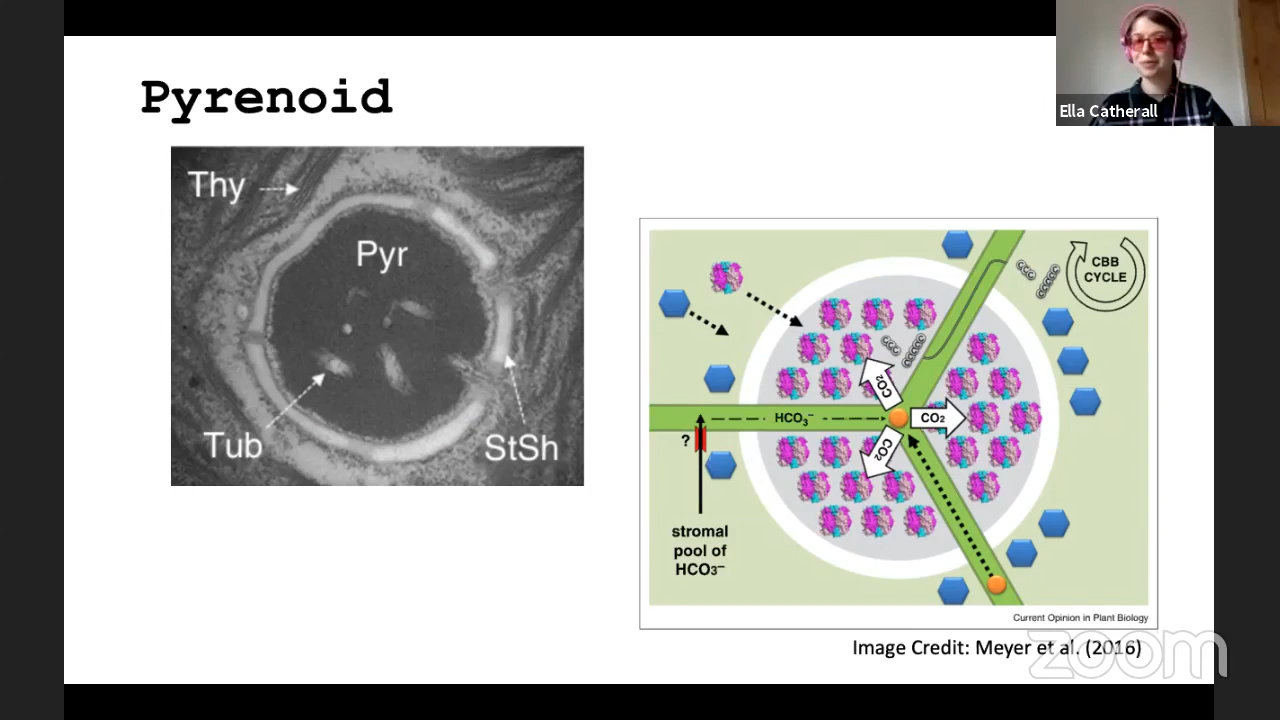 Pyrenoid
Ella Catherall
Thy
Pyr
Tub
StSh
CBB
CYCLE
HCO₃⁻
CO₂
CO₂
CO₂
?
stromal
pool of
HCO₃⁻
Current Opinion in Plant Biology
Image Credit: Meyer et al. (2016)
zoom